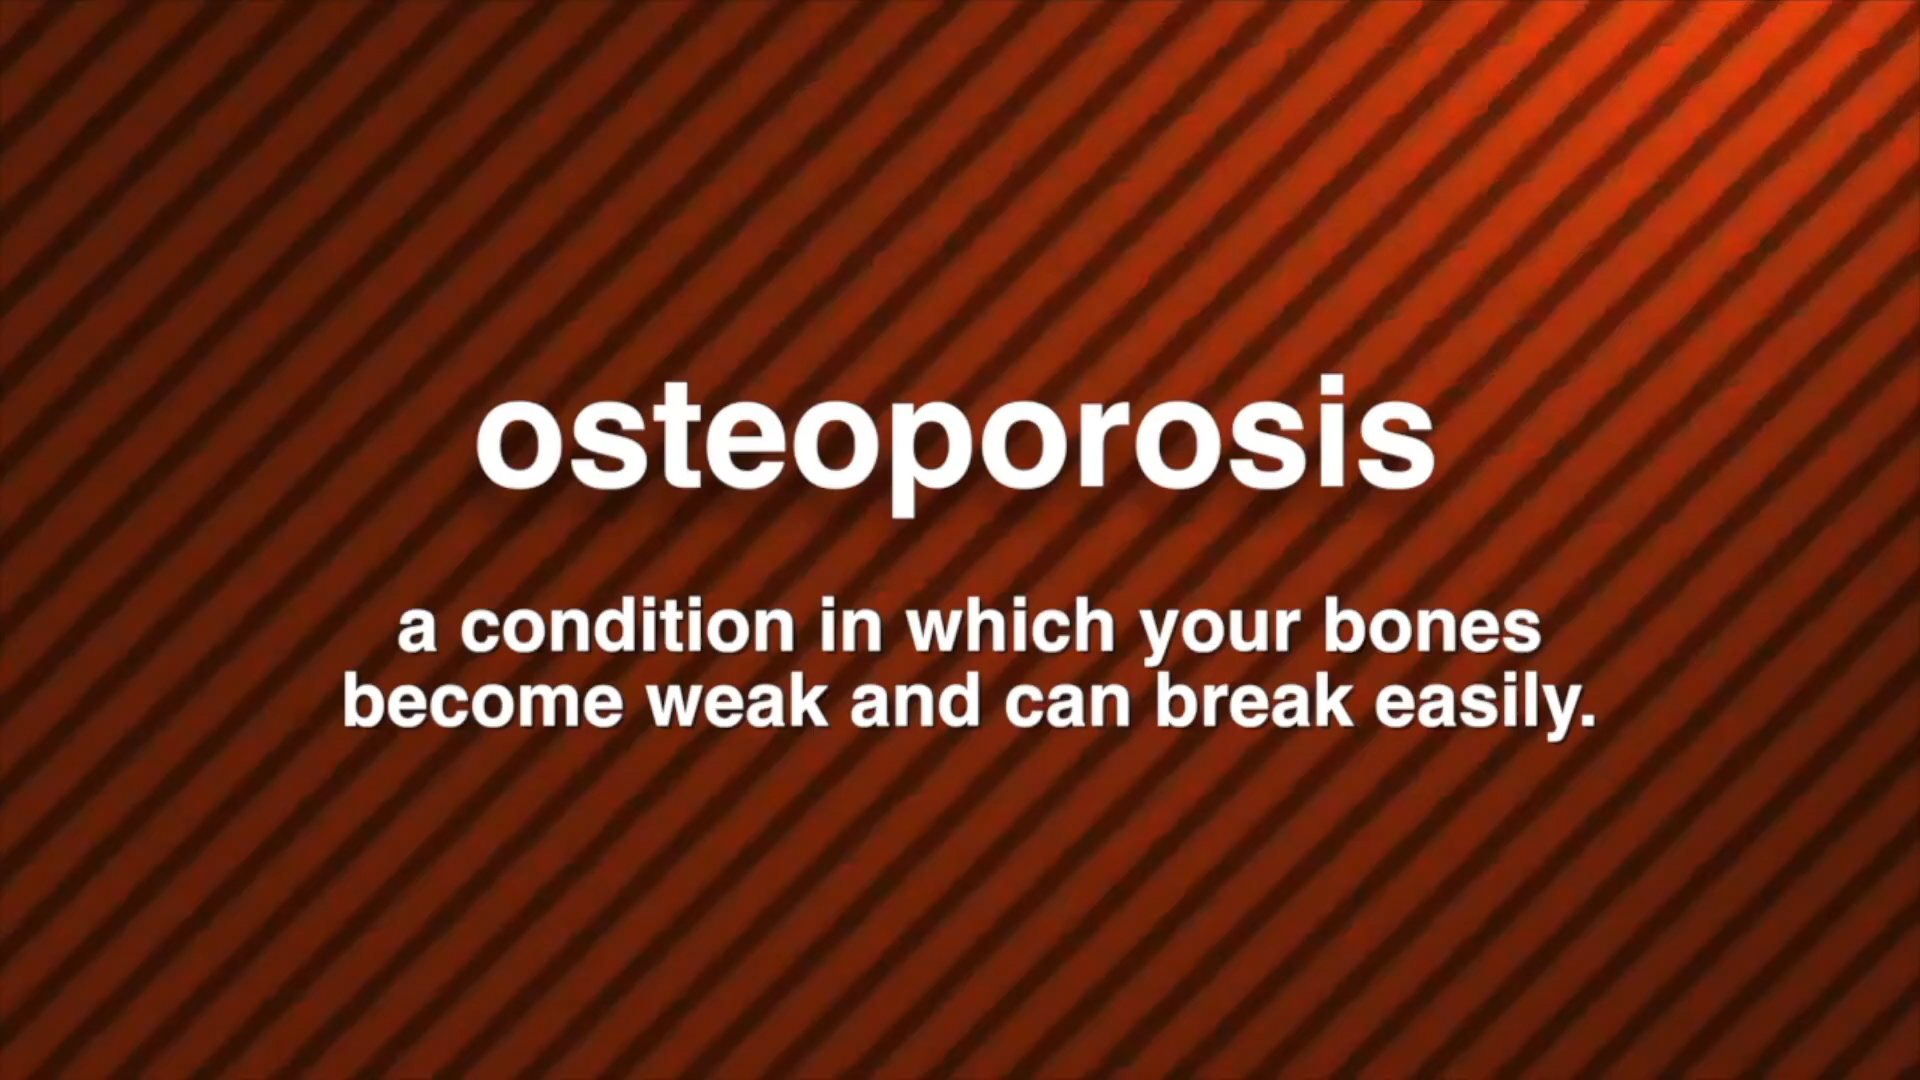 osteoporosis
a condition in which your bones
become weak and can break easily.